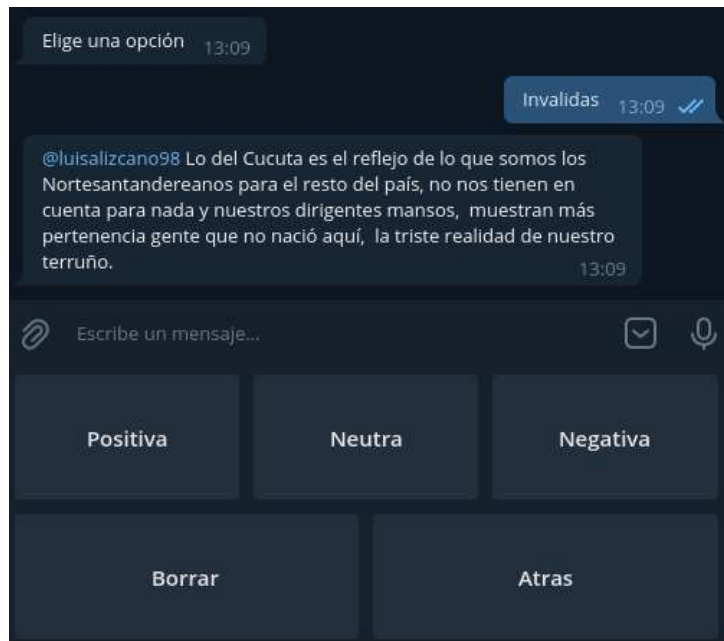 Elige una opción 13:09
Invalidas 13:09
@luisalizcano98 Lo del Cucuta es el reflejo de lo que somos los
Nortesantandereanos para el resto del país, no nos tienen en
cuenta para nada y nuestros dirigentes mansos, muestran más
pertenencia gente que no nació aquí, la triste realidad de nuestro
terruño.
13:09
Escribe un mensaje...
Positiva Neutra Negativa
Borrar Atras